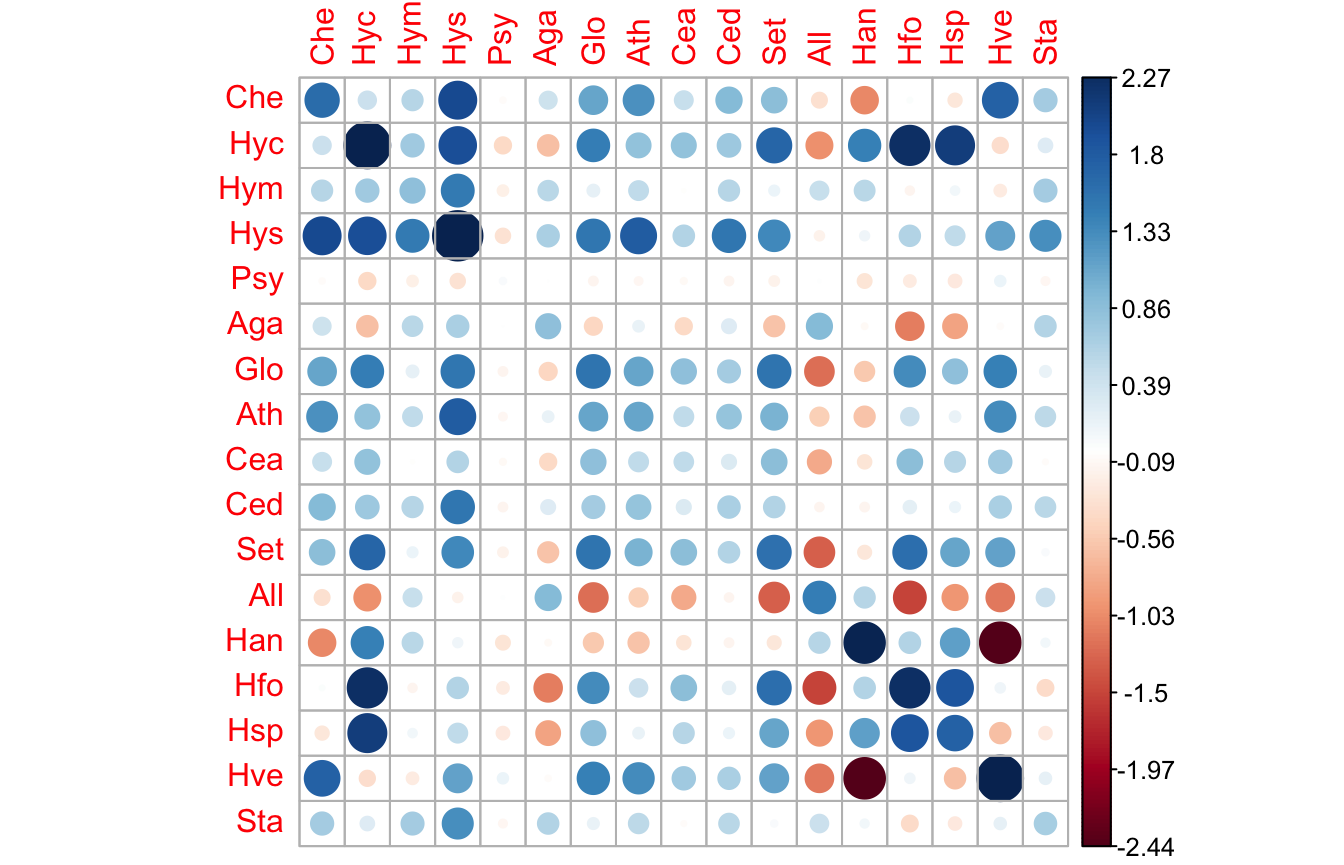 Che Hyc Hym Hys Psy Aga Glo Ath Cea Ced Set All Han Hfo Hsp Hve Sta
Che
Hyc
Hym
Hys
Psy
Aga
Glo
Ath
Cea
Ced
Set
All
Han
Hfo
Hsp
Hve
Sta
2.27
1.8
1.33
0.86
0.39
-0.09
-0.56
-1.03
-1.5
-1.97
-2.44